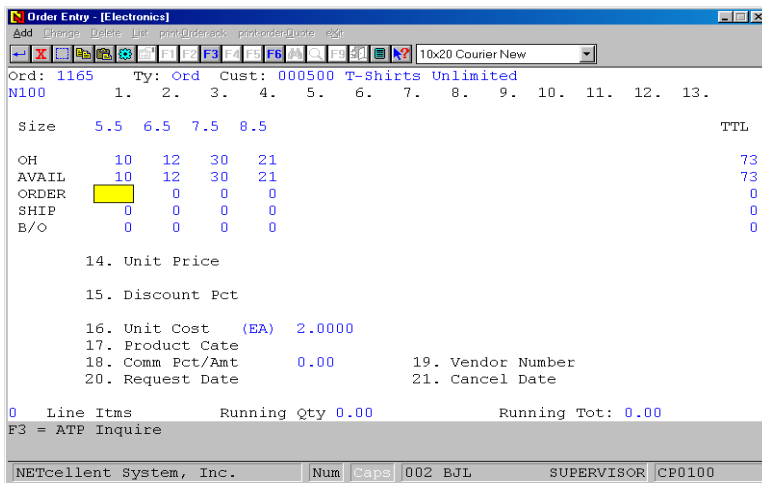 Order Entry - [Electronics]
Add Change Delete List print-Order-ack print-order-Quote eXit
X F1 F2 F3 F4 F5 F6 F9 10x20 Courier New
Ord: 1165 Ty: Ord Cust: 000500 T-Shirts Unlimited
N100 1. 2. 3. 4. 5. 6. 7. 8. 9. 10. 11. 12. 13.
Size 5.5 6.5 7.5 8.5 TTL
OH 10 12 30 21 73
AVAIL 10 12 30 21 73
ORDER 0 0 0 0
SHIP 0 0 0 0 0
B/O 0 0 0 0 0
14. Unit Price
15. Discount Pct
16. Unit Cost (EA) 2.0000
17. Product Cate
18. Comm Pct/Amt 0.00 19. Vendor Number
20. Request Date 21. Cancel Date
0 Line Itms Running Qty 0.00 Running Tot: 0.00
F3 = ATP Inquire
NETcellent System, Inc. Num Caps 002 BJL SUPERVISOR CP0100